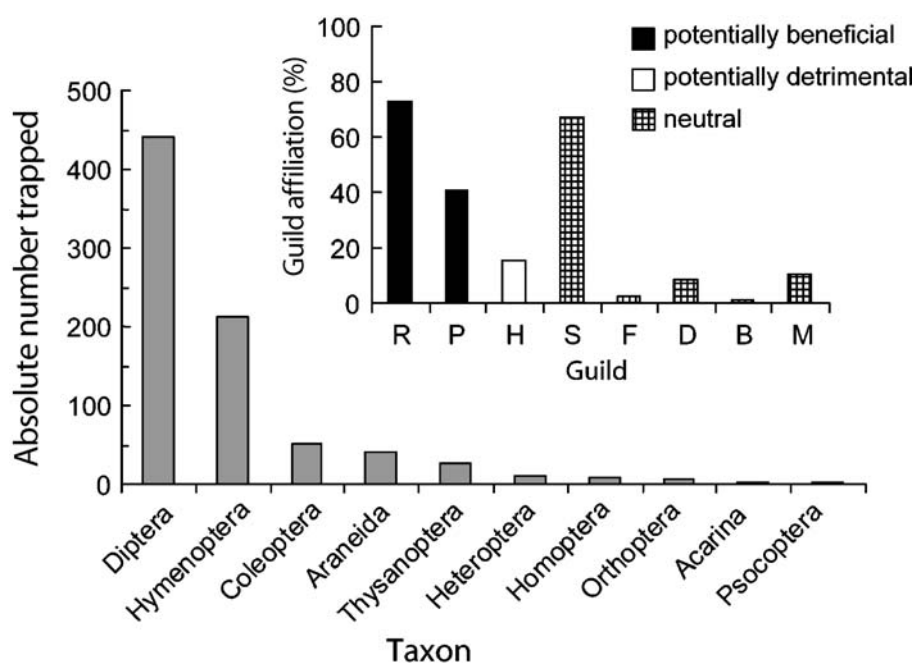 100
80
60
40
20
0
Guild affiliation (%)
R P H S F D B M
Guild
potentially beneficial
potentially detrimental
neutral
500
400
300
200
100
0
Absolute number trapped
Diptera
Hymenoptera
Coleoptera
Araneida
Thysanoptera
Heteroptera
Homoptera
Orthoptera
Acarina
Psocoptera
Taxon